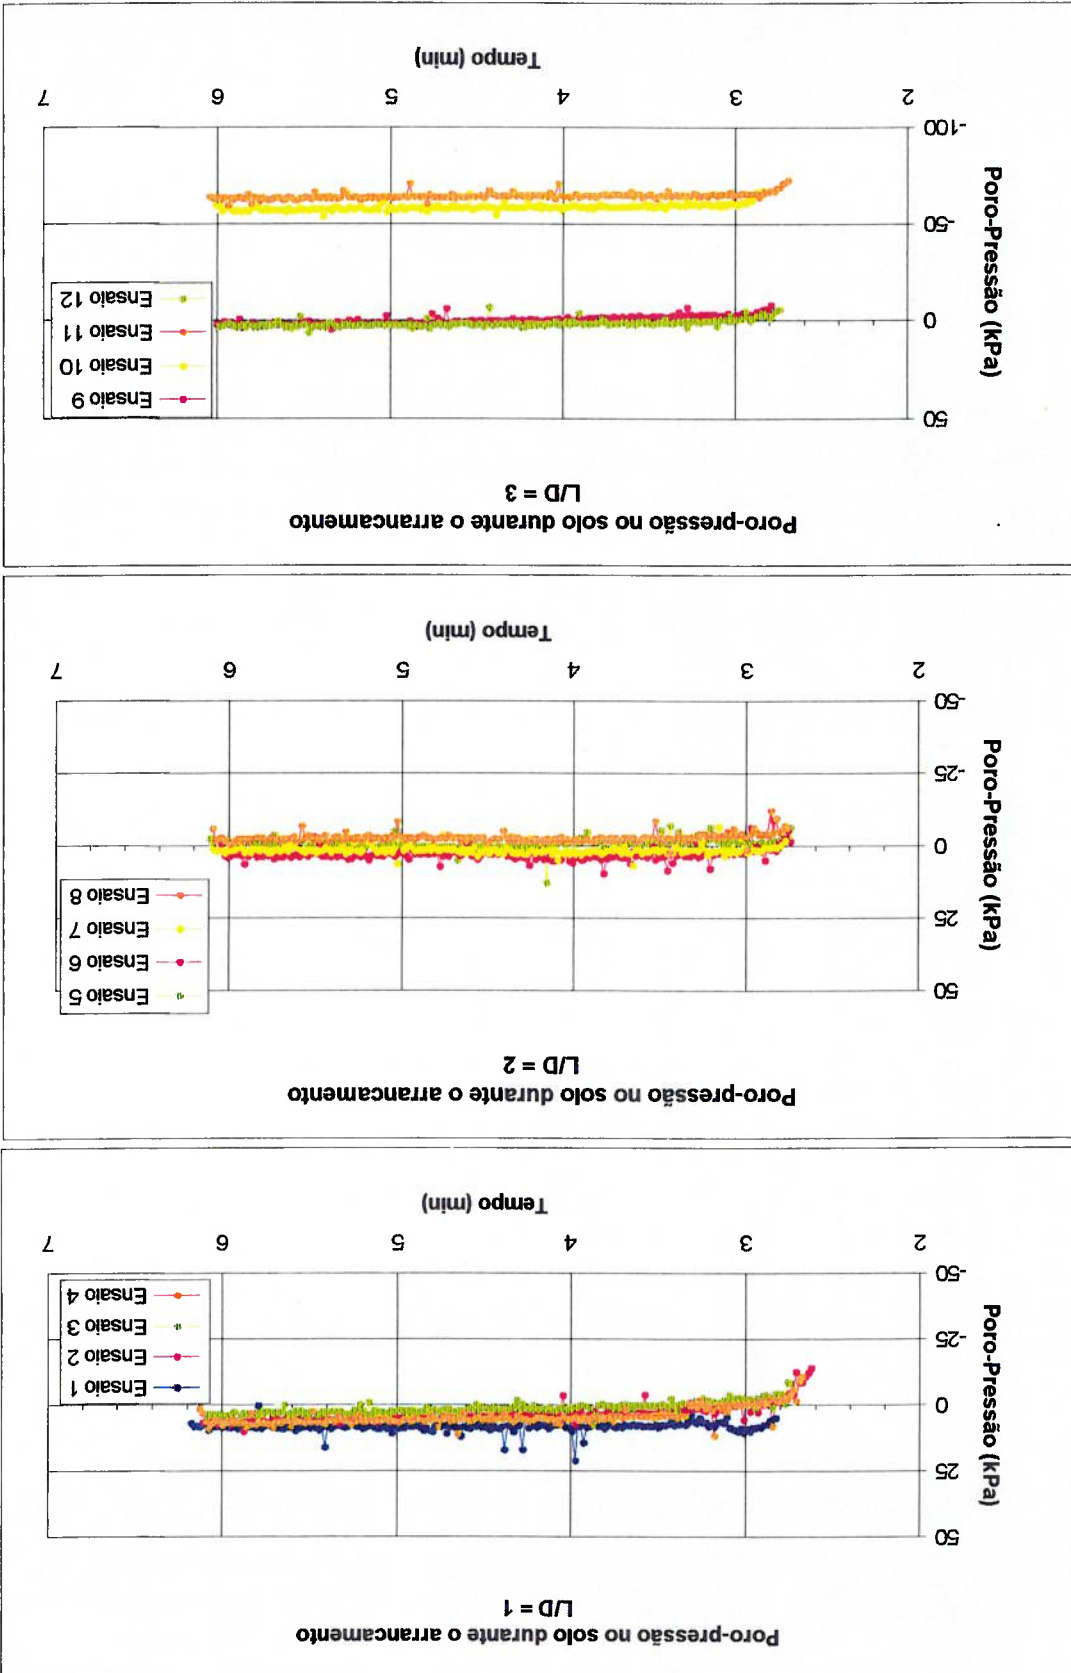 Poro-pressão no solo durante o arrancamento
L/D = 1
Poro-Pressão (kPa)
50
25
0
-25
-50
Ensaio 1
Ensaio 2
Ensaio 3
Ensaio 4
2 3 4 5 6 7
Tempo (min)
Poro-pressão no solo durante o arrancamento
L/D = 2
Poro-Pressão (kPa)
50
25
0
-25
-50
Ensaio 5
Ensaio 6
Ensaio 7
Ensaio 8
2 3 4 5 6 7
Tempo (min)
Poro-pressão no solo durante o arrancamento
L/D = 3
Poro-Pressão (kPa)
50
0
-50
-100
Ensaio 9
Ensaio 10
Ensaio 11
Ensaio 12
2 3 4 5 6 7
Tempo (min)